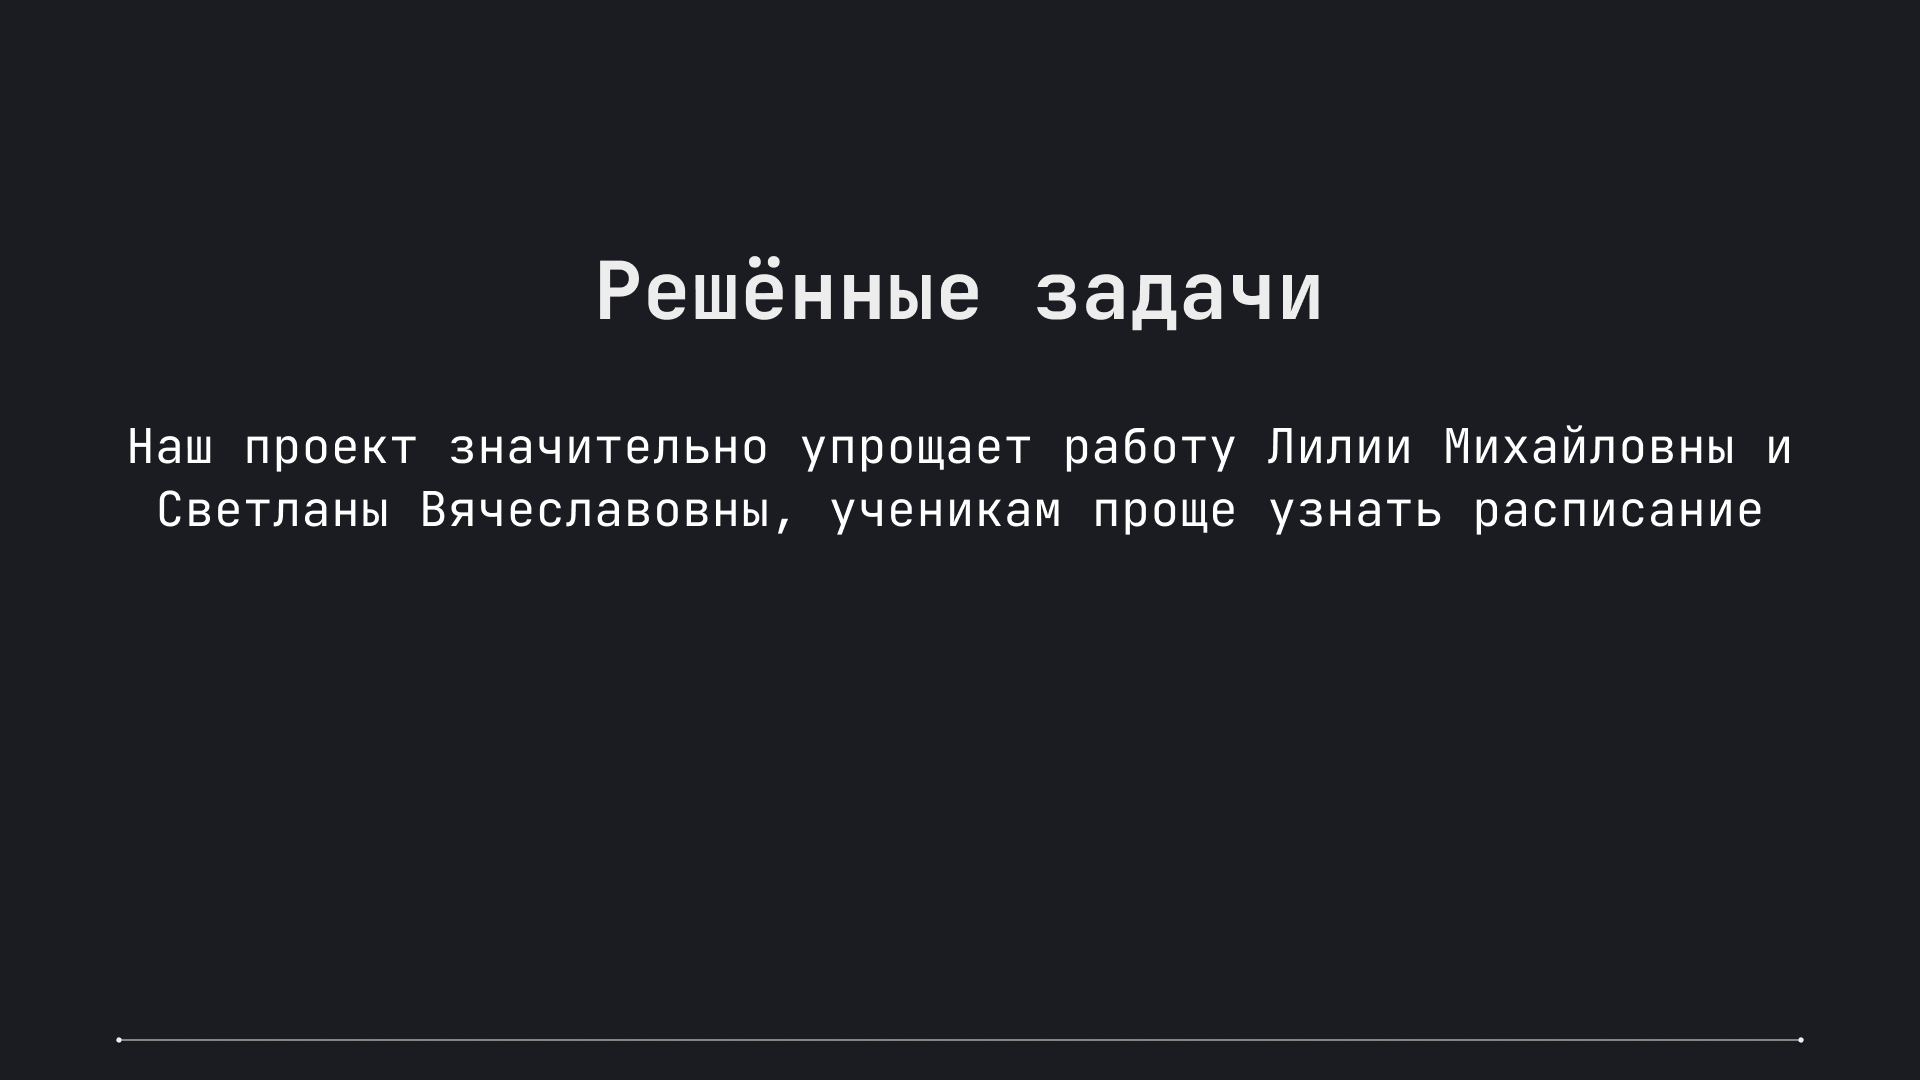 Решённые задачи
Наш проект значительно упрощает работу Лилии Михайловны и
Светланы Вячеславовны, ученикам проще узнать расписание